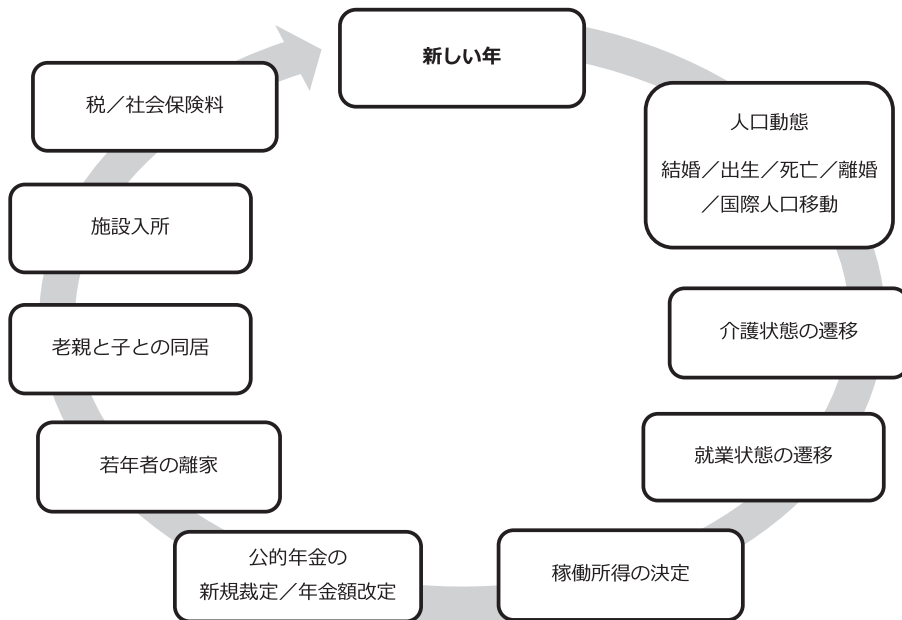 新しい年
人口動態
結婚／出生／死亡／離婚
／国際人口移動
介護状態の遷移
就業状態の遷移
稼働所得の決定
公的年金の
新規裁定／年金額改定
若年者の離家
老親と子との同居
施設入所
税／社会保険料